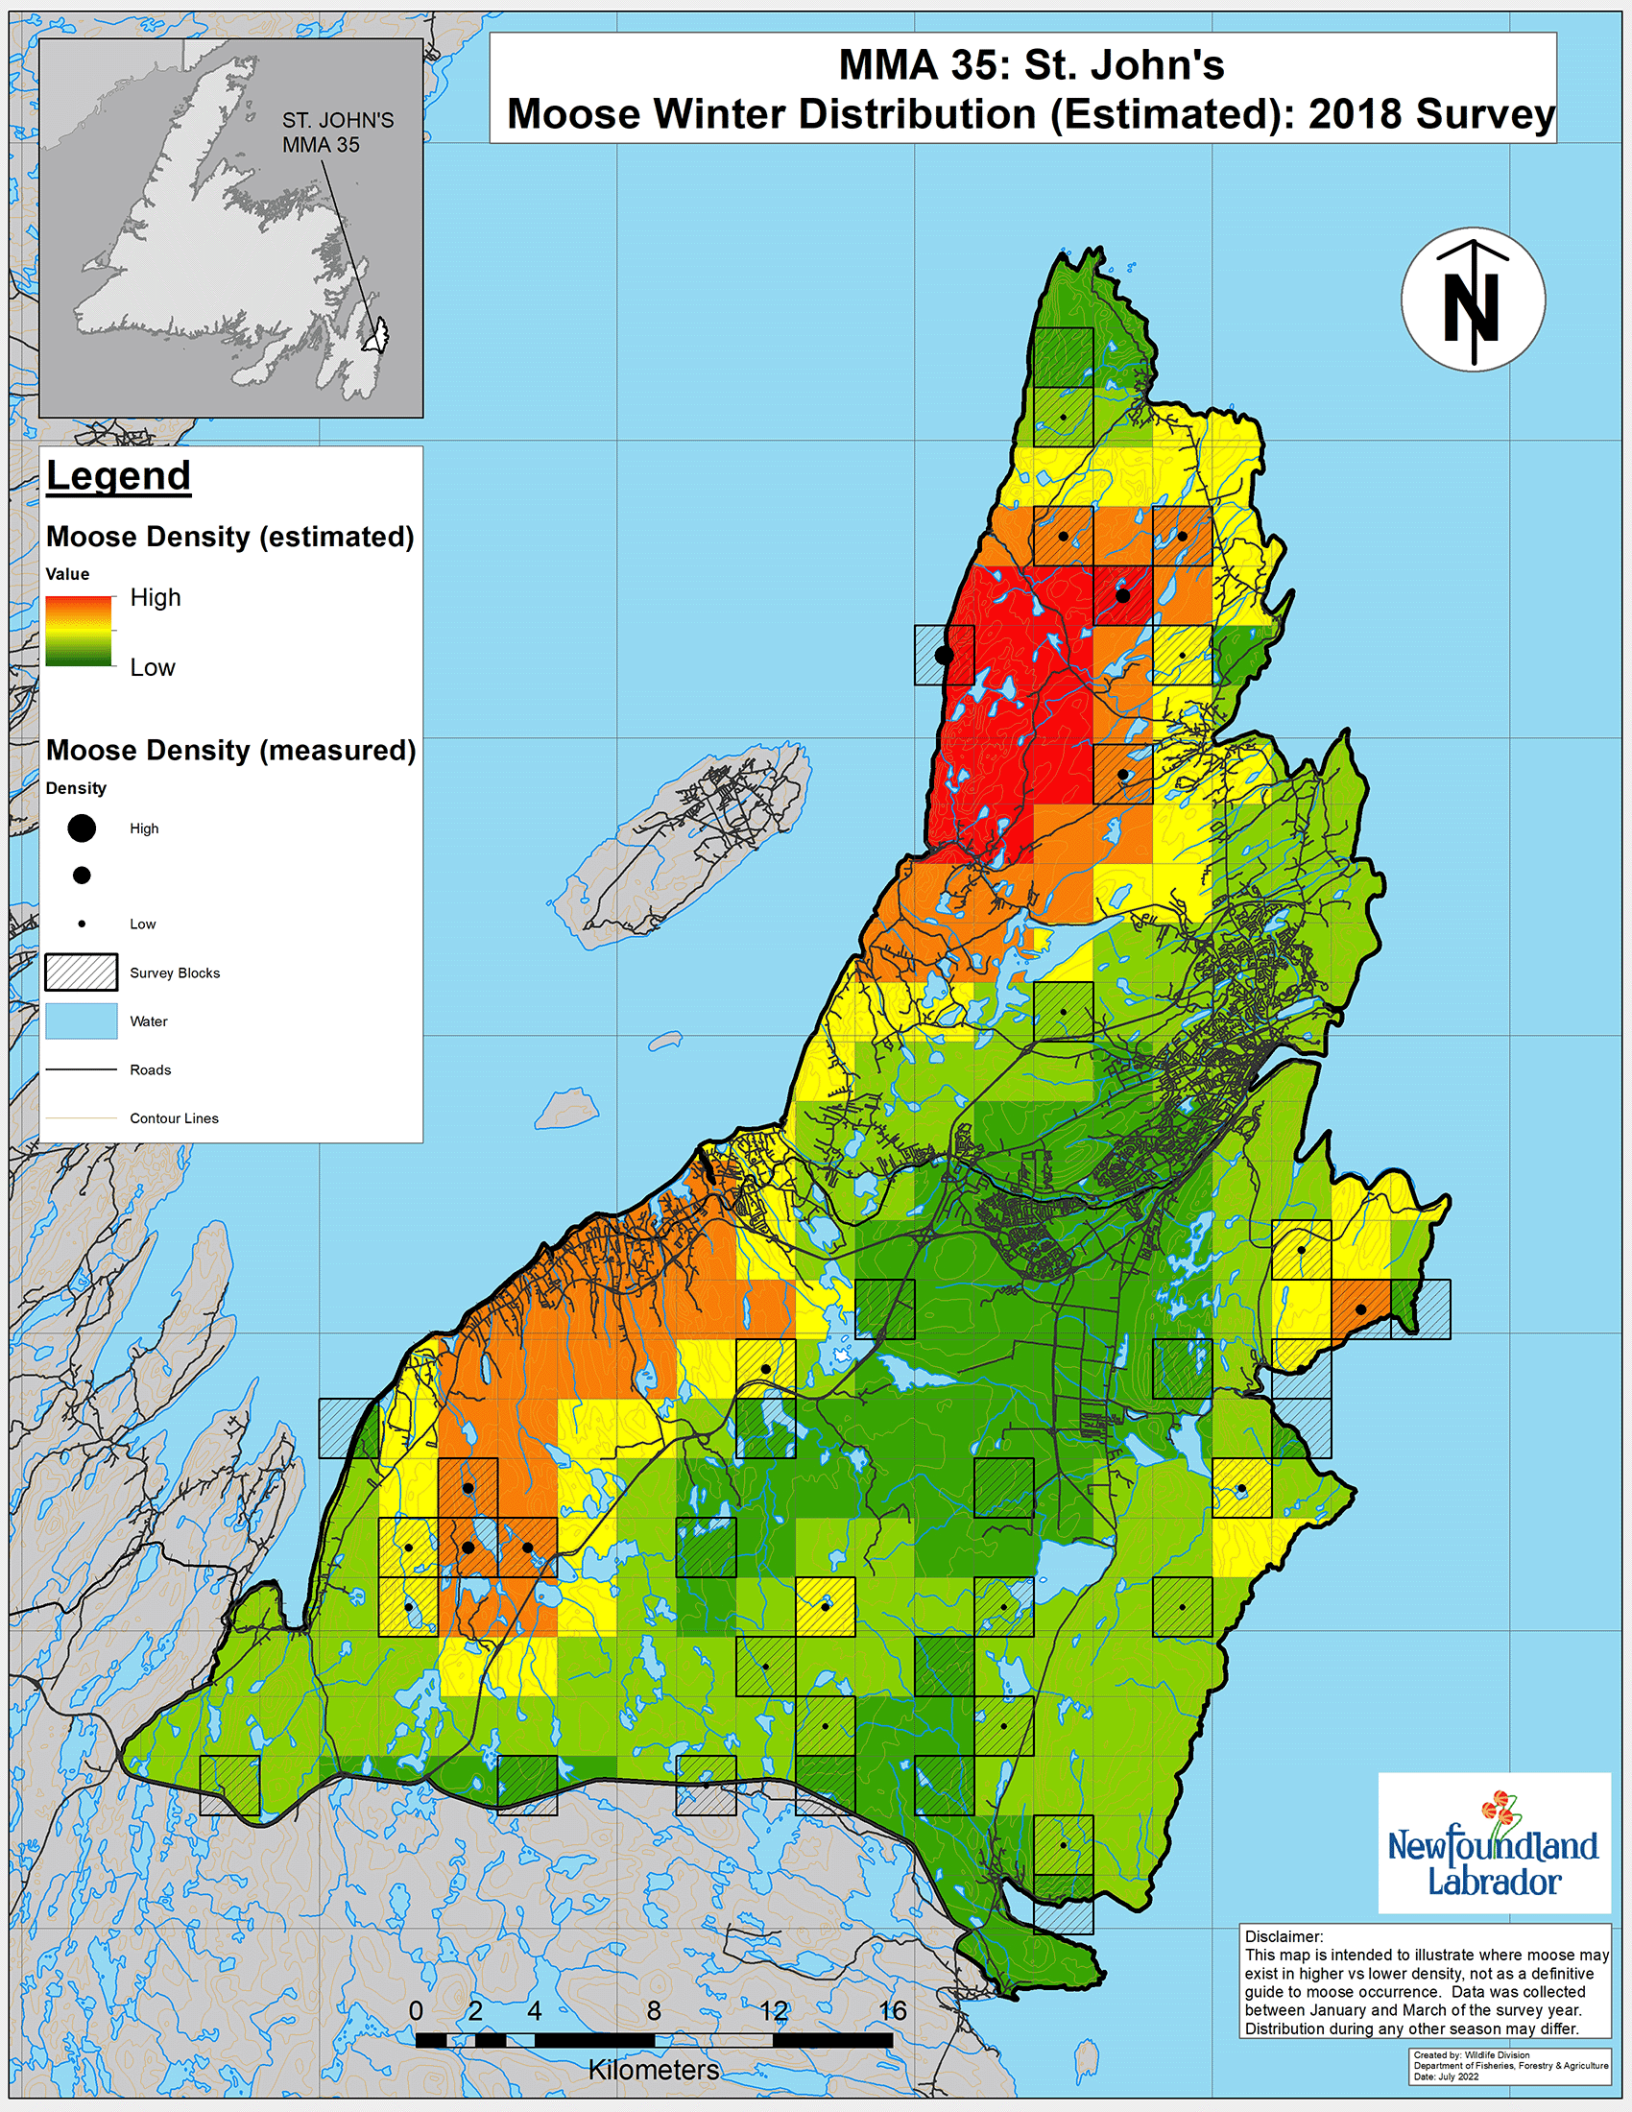 MMA 35: St. John's
Moose Winter Distribution (Estimated): 2018 Survey
ST. JOHN'S
MMA 35
N
Legend
Moose Density (estimated)
Value
High
Low
Moose Density (measured)
Density
High
Low
Survey Blocks
Water
Roads
Contour Lines
0 2 4 8 12 16
Kilometers
Newfoundland
Labrador
Disclaimer:
This map is intended to illustrate where moose may
exist in higher vs lower density, not as a definitive
guide to moose occurrence. Data was collected
between January and March of the survey year.
Distribution during any other season may differ.
Created by: Wildlife Division
Department of Fisheries, Forestry & Agriculture
Date: July 2022